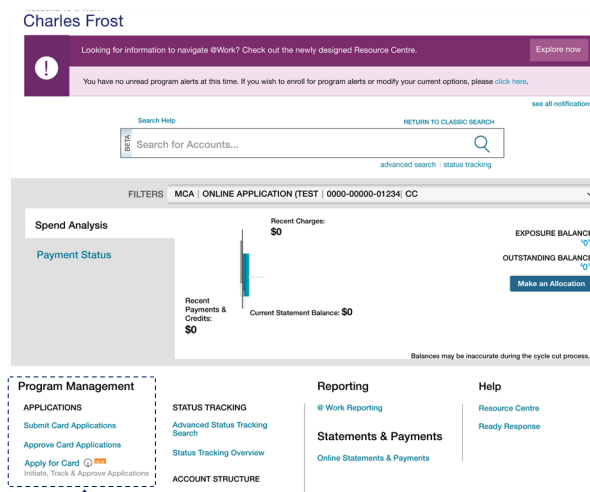 Charles Frost
Looking for information to navigate @Work? Check out the newly designed Resource Centre.
Explore now
You have no unread program alerts at this time. If you wish to enroll for program alerts or modify your current options, please click here.
see all notifications
Search Help
RETURN TO CLASSIC SEARCH
BETA
Search for Accounts...
advanced search | status tracking
FILTERS
MCA | ONLINE APPLICATION (TEST | 0000-00000-01234| CC
Spend Analysis
Payment Status
Recent Charges:
$0
EXPOSURE BALANCE
$0
OUTSTANDING BALANCE
$0
Make an Allocation
Recent
Payments &
Credits:
$0
Current Statement Balance: $0
Balances may be inaccurate during the cycle cut process.
Program Management
APPLICATIONS
Submit Card Applications
Approve Card Applications
Apply for Card
NEW
Initiate, Track & Approve Applications
STATUS TRACKING
Advanced Status Tracking
Search
Status Tracking Overview
ACCOUNT STRUCTURE
Reporting
@ Work Reporting
Statements & Payments
Online Statements & Payments
Help
Resource Centre
Ready Response